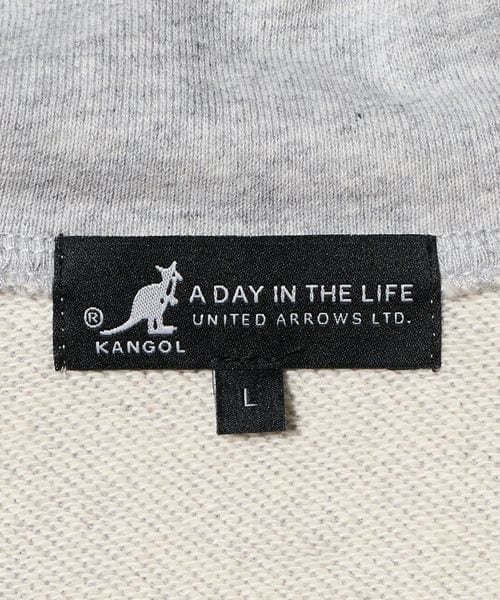 A DAY IN THE LIFE
UNITED ARROWS LTD.
® KANGOL
L